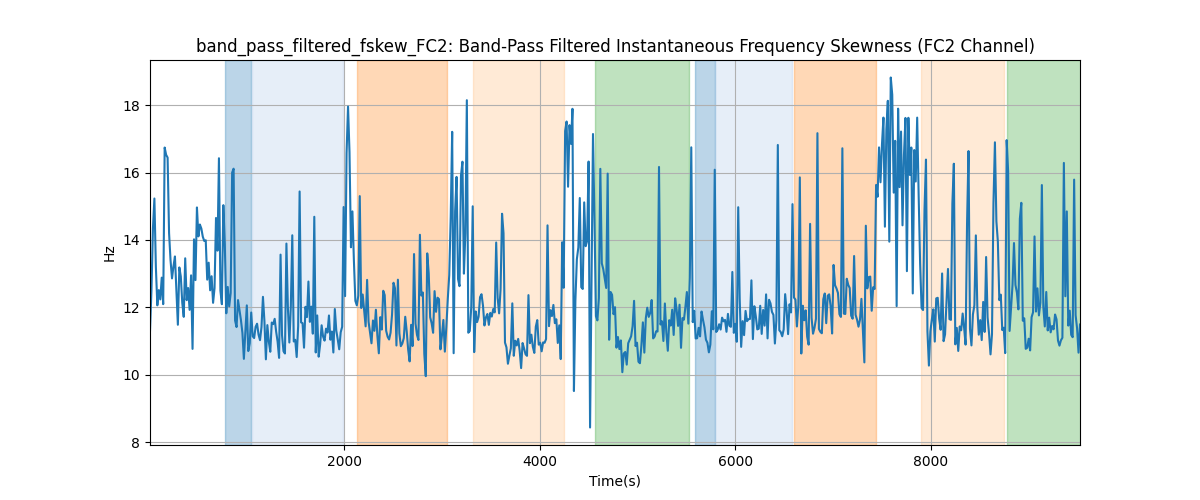 band_pass_filtered_fskew_FC2: Band-Pass Filtered Instantaneous Frequency Skewness (FC2 Channel)
18
16
14
12
10
8
Hz
2000 4000 6000 8000
Time(s)